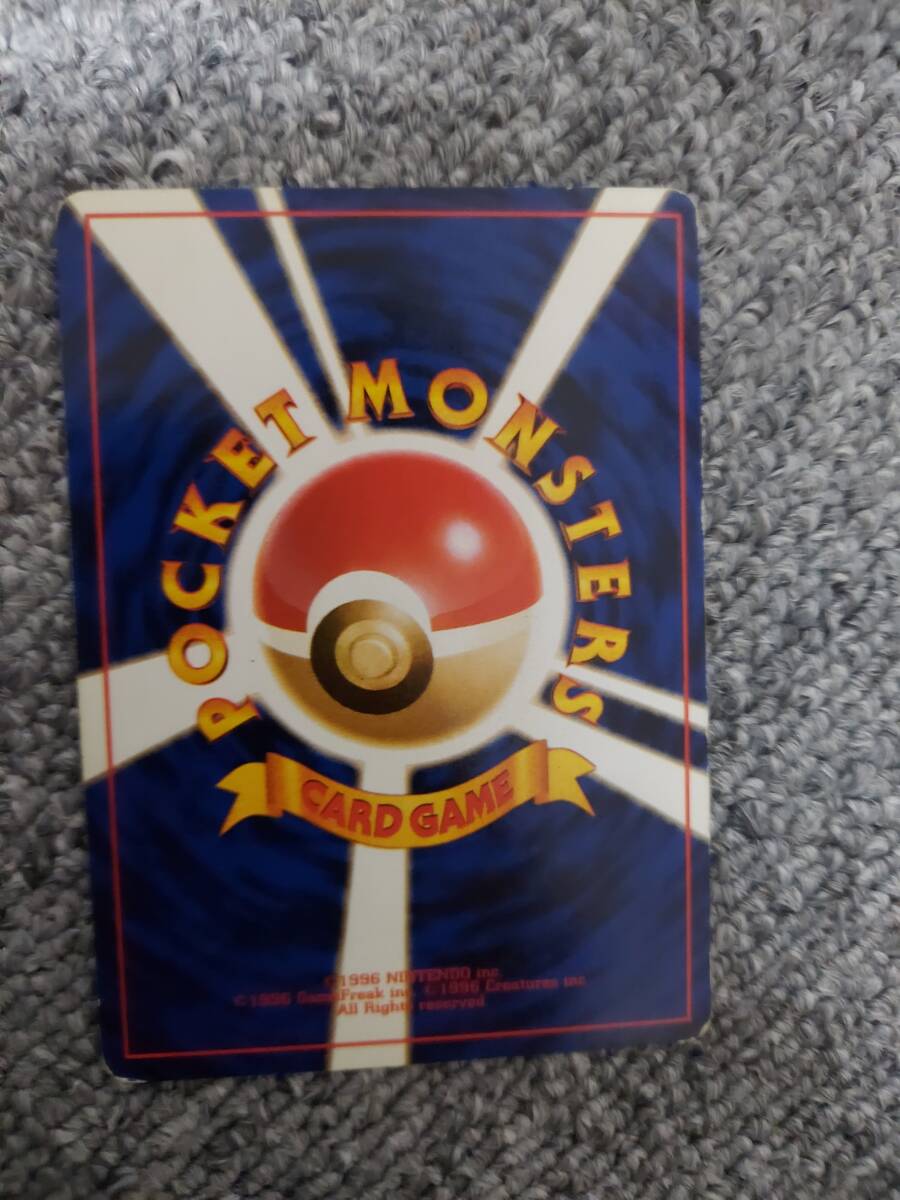 POCKET MONSTERS
CARD GAME
©1996 NINTENDO inc.
©1996 GameFreak inc. ©1996 Creatures inc.
All Rights reserved